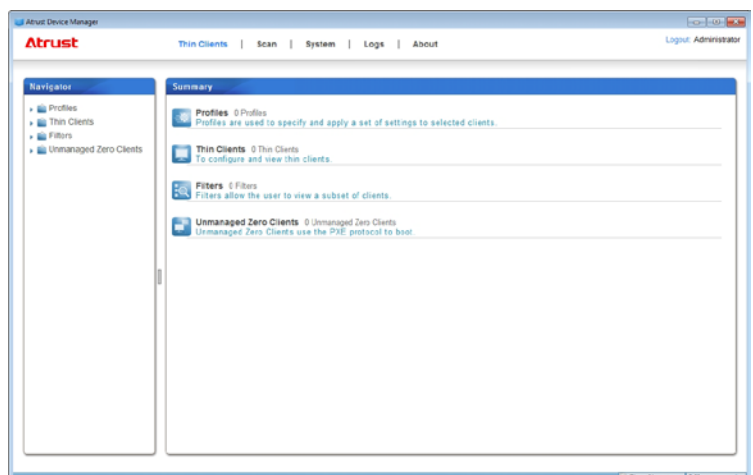 Atrust Device Manager
Atrust
Thin Clients | Scan | System | Logs | About
Logout: Administrator
Navigator
Profiles
Thin Clients
Filters
Unmanaged Zero Clients
Summary
Profiles 0 Profiles
Profiles are used to specify and apply a set of settings to selected clients.
Thin Clients 0 Thin Clients
To configure and view thin clients.
Filters 0 Filters
Filters allow the user to view a subset of clients.
Unmanaged Zero Clients 0 Unmanaged Zero Clients
Unmanaged Zero Clients use the PXE protocol to boot.